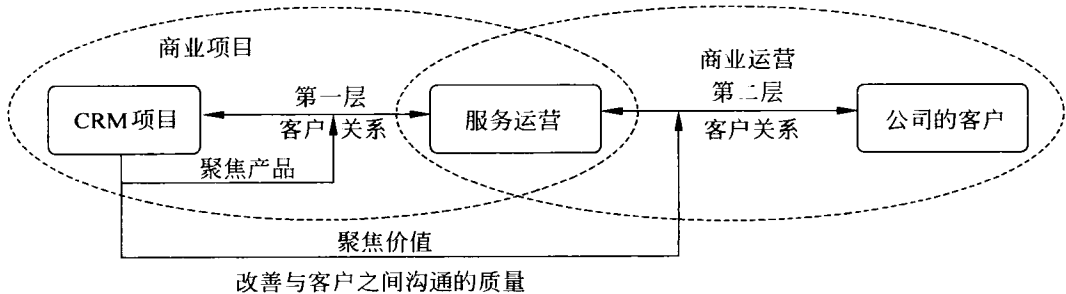 商业项目
商业运营
CRM项目
第一层
客户关系
服务运营
第二层
客户关系
公司的客户
聚焦产品
聚焦价值
改善与客户之间沟通的质量